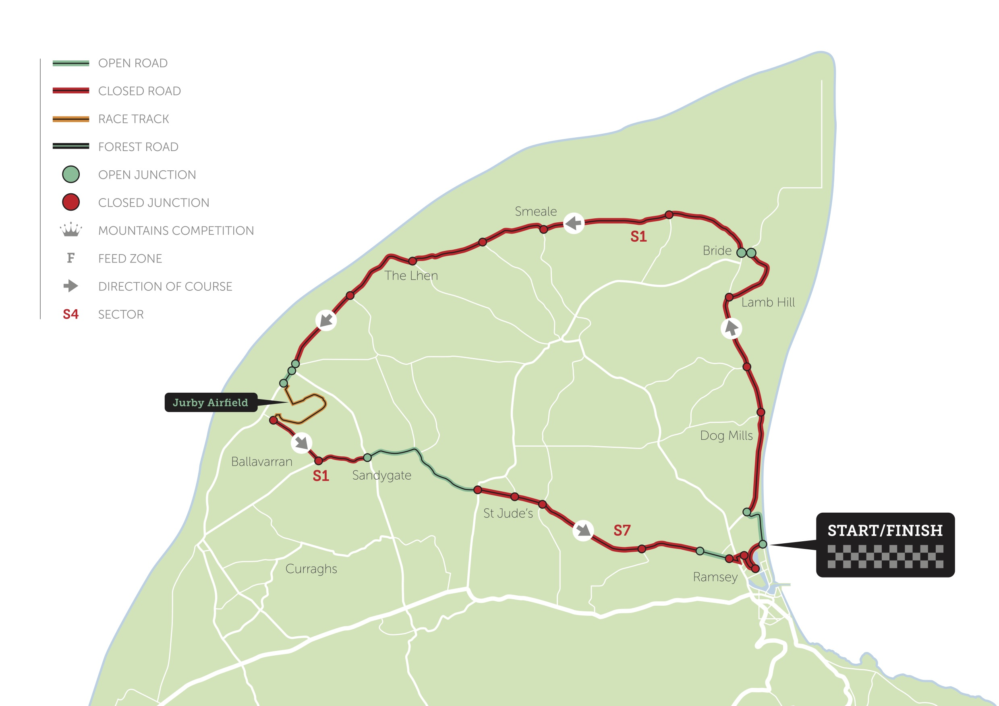 OPEN ROAD
CLOSED ROAD
RACE TRACK
FOREST ROAD
OPEN JUNCTION
CLOSED JUNCTION
MOUNTAINS COMPETITION
F FEED ZONE
DIRECTION OF COURSE
S4 SECTOR
Smeale
S1
Bride
The Lhen
Lamb Hill
Jurby Airfield
Dog Mills
Ballavarran
S1
Sandygate
St Jude’s
S7
START/FINISH
Curraghs
Ramsey